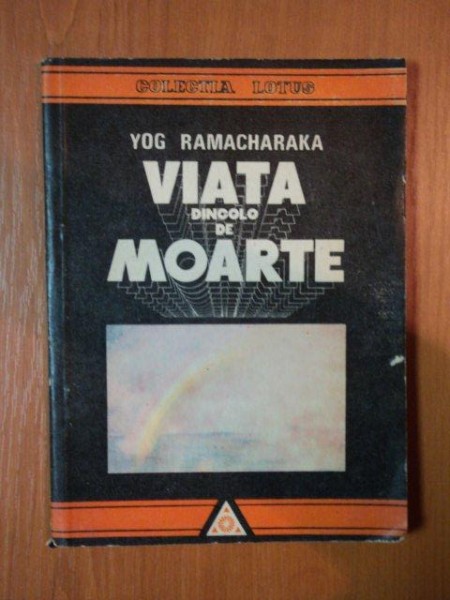 COLECTIA LOTUS
YOG RAMACHARAKA
VIATA
DINCOLO
DE
MOARTE